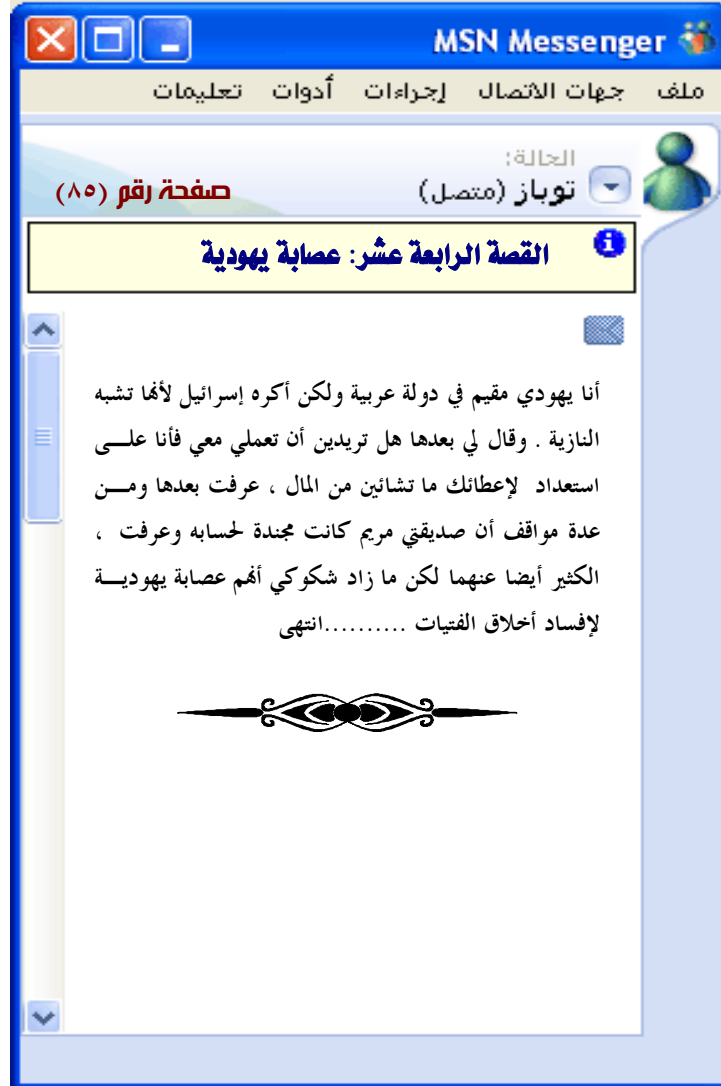 MSN Messenger
ملف جهات الاتصال إجراءات أدوات تعليمات
الحالة:
توباز (متصل)
صفحة رقم (٨٥)
القصة الرابعة عشر: عصابة يهودية
أنا يهودي مقيم في دولة عربية ولكن أكره إسرائيل لأنها تشبه
النازية . وقال لي بعدها هل تريدين أن تعملي معي فأنا علـــى
استعداد لإعطائك ما تشائين من المال ، عرفت بعدها ومـــن
عدة مواقف أن صديقتي مريم كانت مجندة لحسابه وعرفت ،
الكثير أيضا عنهما لكن ما زاد شكوكي أنهم عصابة يهوديـــة
لإفساد أخلاق الفتيات ..........انتهى